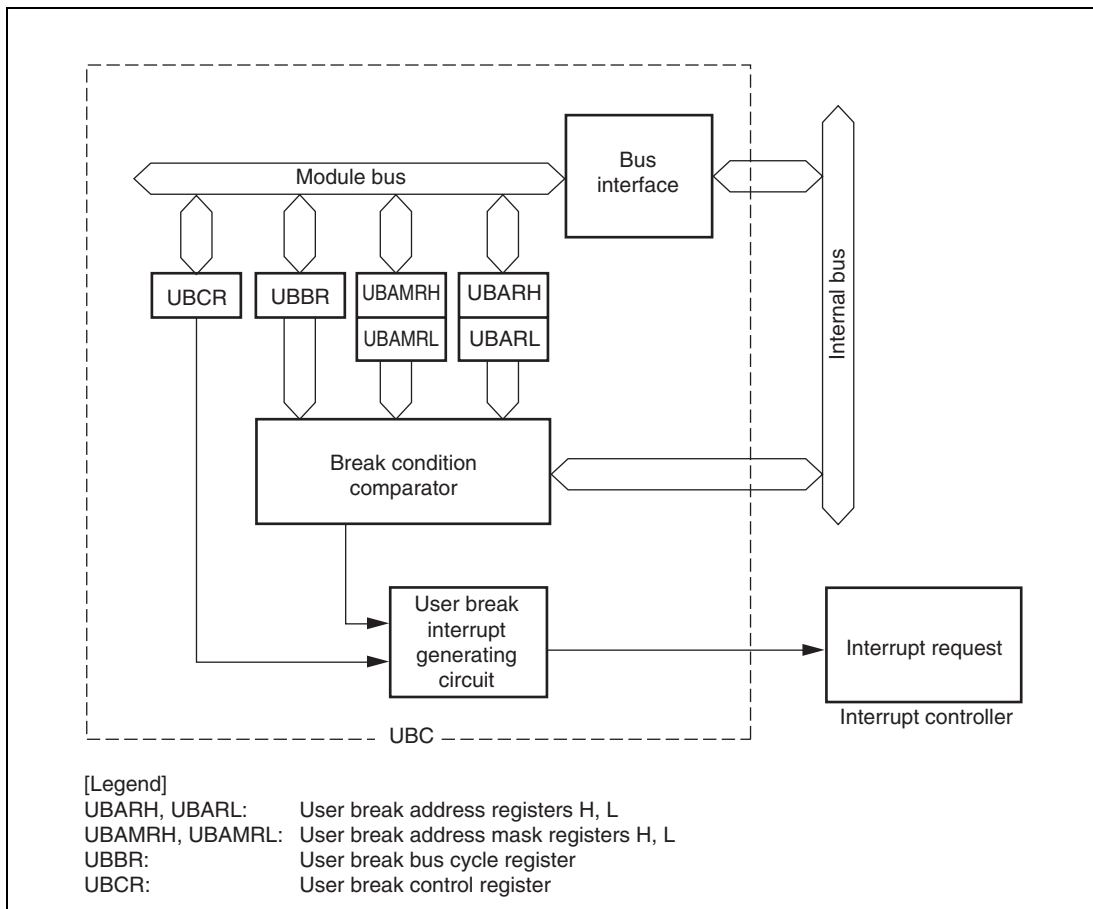 Bus
interface
Module bus
Internal bus
UBCR
UBBR
UBAMRH
UBARH
UBAMRL
UBARL
Break condition
comparator
User break
interrupt
generating
circuit
Interrupt request
Interrupt controller
UBC
[Legend]
UBARH, UBARL: User break address registers H, L
UBAMRH, UBAMRL: User break address mask registers H, L
UBBR: User break bus cycle register
UBCR: User break control register